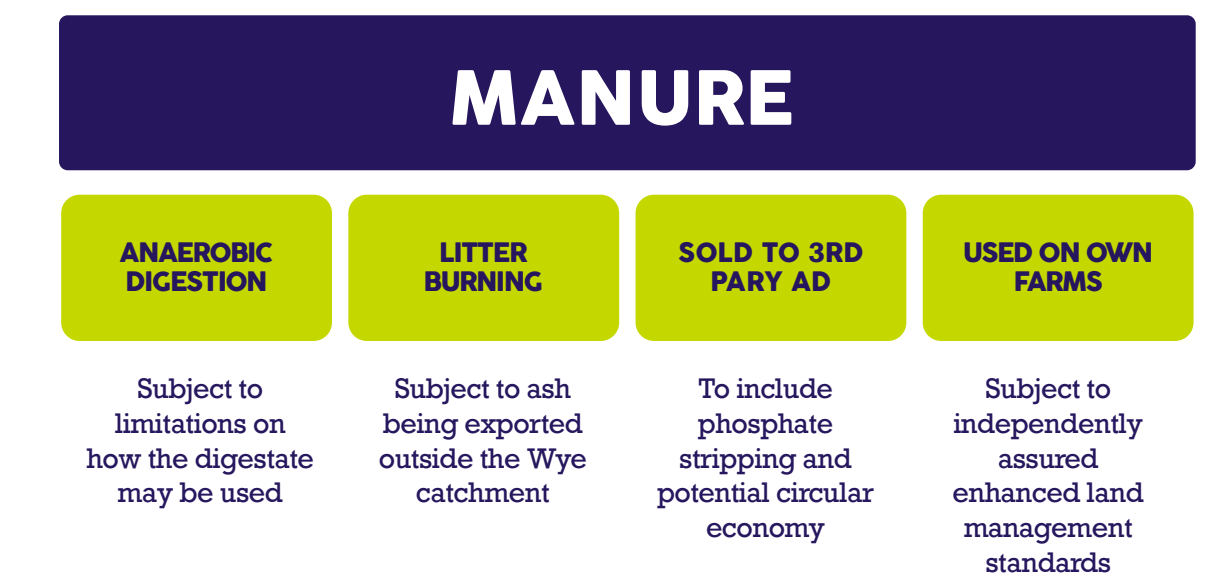 MANURE
ANAEROBIC
DIGESTION
Subject to
limitations on
how the digestate
may be used
LITTER
BURNING
Subject to ash
being exported
outside the Wye
catchment
SOLD TO 3RD
PARY AD
To include
phosphate
stripping and
potential circular
economy
USED ON OWN
FARMS
Subject to
independently
assured
enhanced land
management
standards